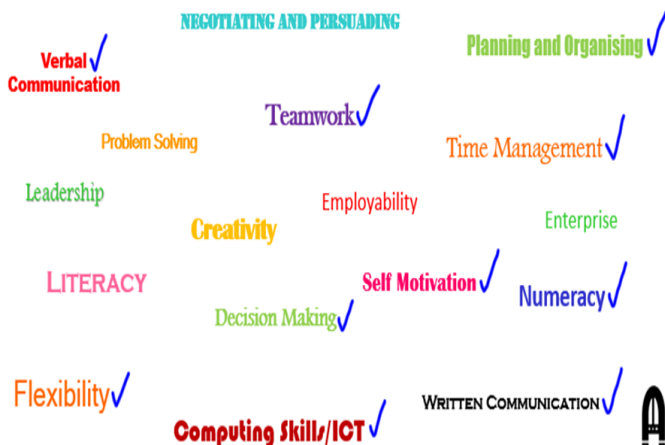 NEGOTIATING AND PERSUADING
Planning and Organising
Verbal
Communication
Teamwork
Problem Solving
Time Management
Leadership
Employability
Creativity
Enterprise
LITERACY
Self Motivation
Numeracy
Decision Making
Flexibility
WRITTEN COMMUNICATION
Computing Skills/ICT